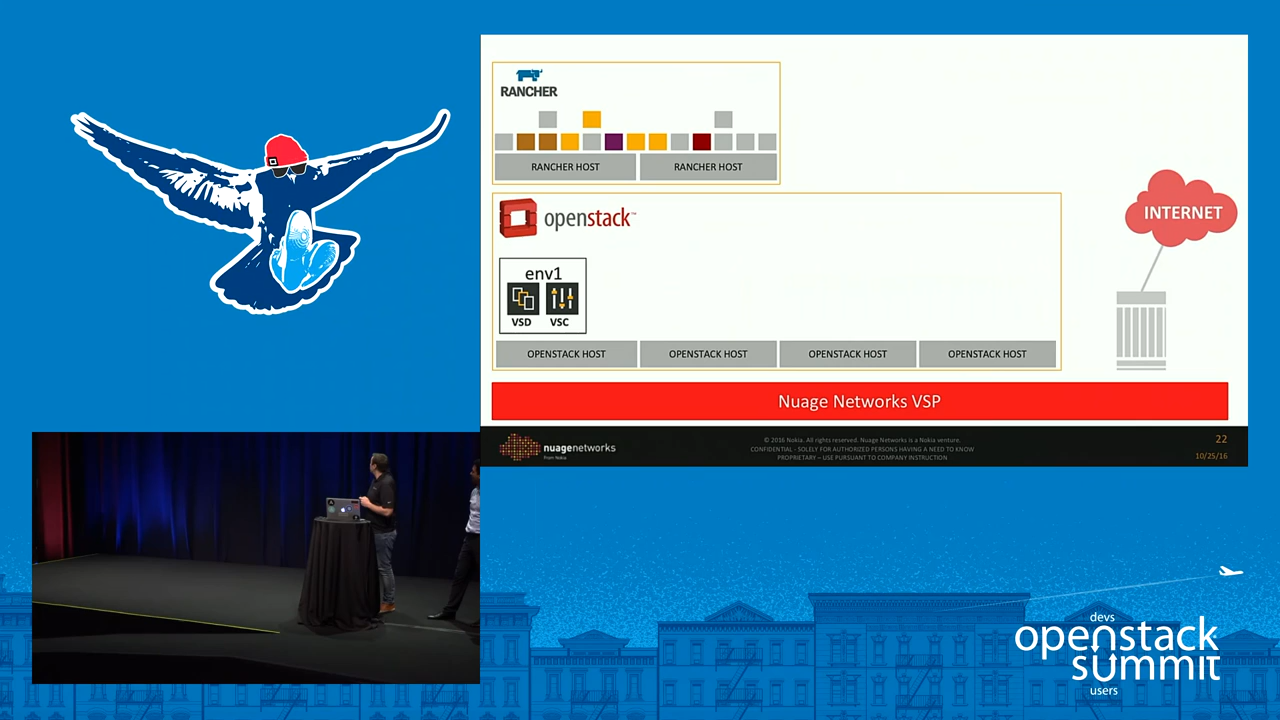 RANCHER
RANCHER HOST
RANCHER HOST
openstack™
env1
VSD
VSC
OPENSTACK HOST
OPENSTACK HOST
OPENSTACK HOST
OPENSTACK HOST
INTERNET
Nuage Networks VSP
nuagenetworks
From Nokia
© 2016 Nokia. All rights reserved. Nuage Networks is a Nokia venture.
CONFIDENTIAL - SOLELY FOR AUTHORIZED PERSONS HAVING A NEED TO KNOW
PROPRIETARY – USE PURSUANT TO COMPANY INSTRUCTION
22
10/25/16
devs
openstack
summit
users